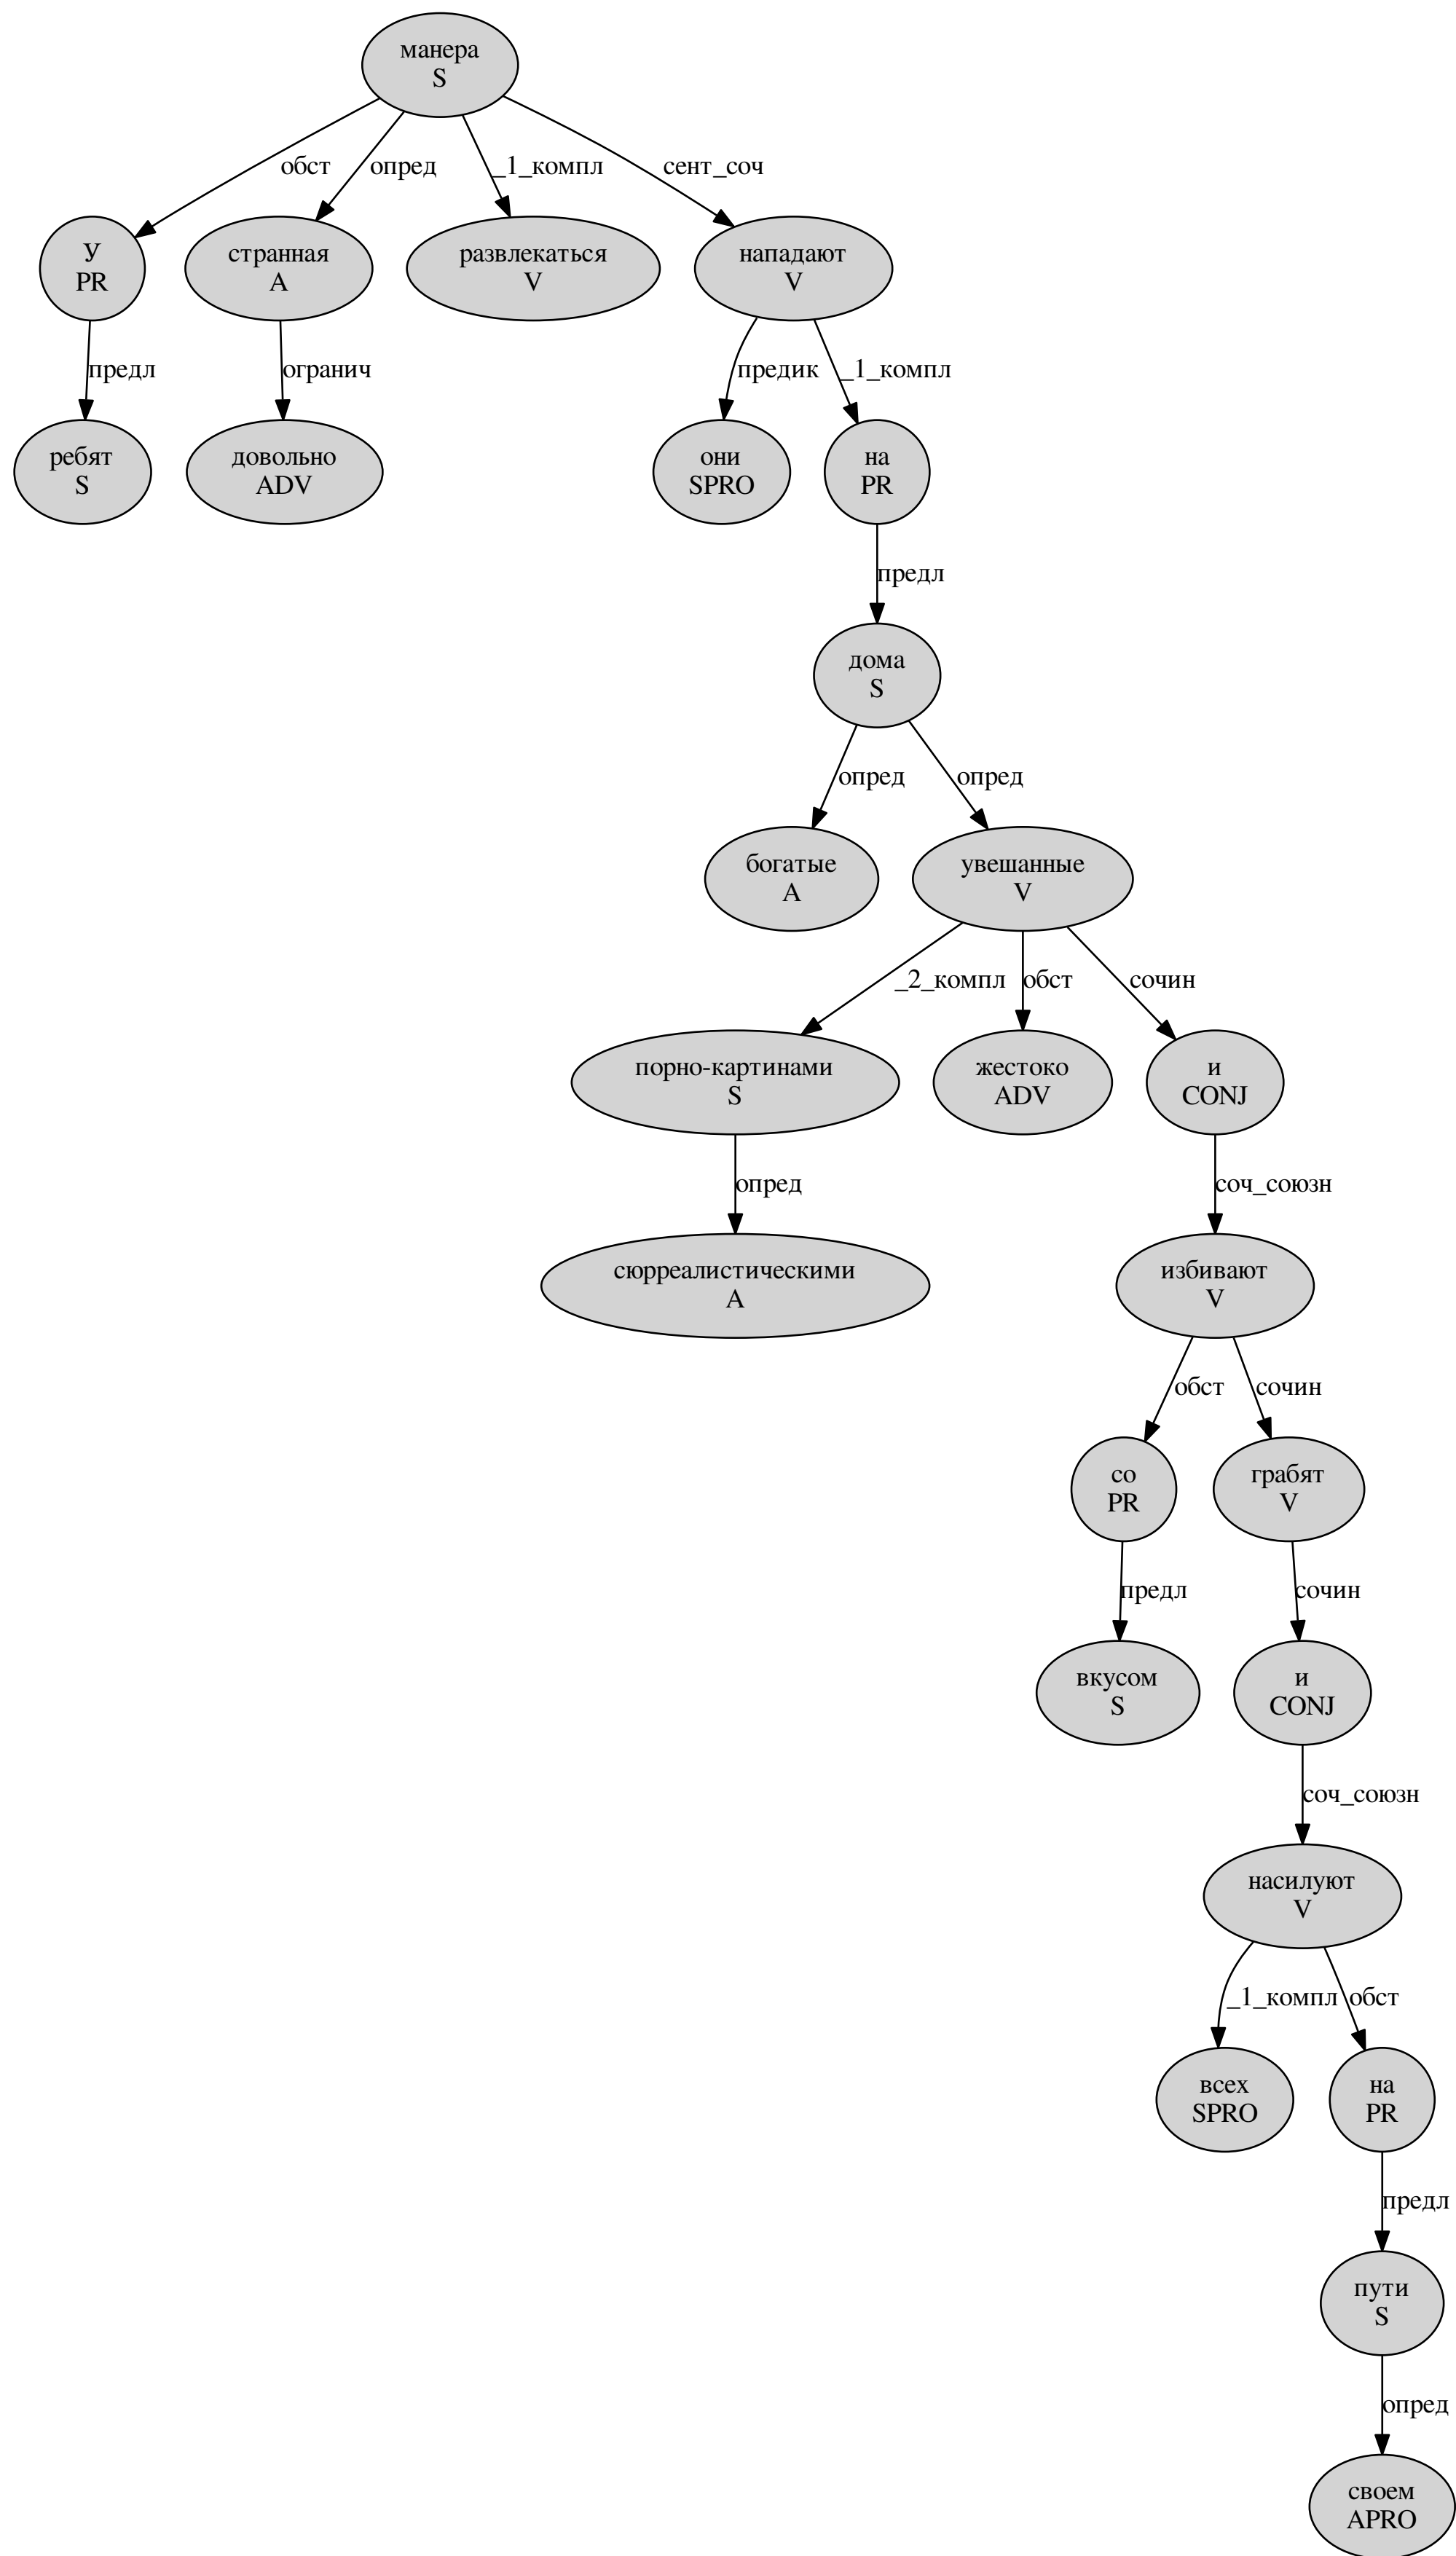 манера
S
обст
опред
_1_компл
сент_соч
У
PR
странная
A
развлекаться
V
нападают
V
предл
огранич
предик
_1_компл
ребят
S
довольно
ADV
они
SPRO
на
PR
предл
дома
S
опред
опред
богатые
A
увешанные
V
_2_компл
обст
сочин
порно-картинами
S
жестоко
ADV
и
CONJ
опред
соч_союзн
сюрреалистическими
A
избивают
V
обст
сочин
со
PR
грабят
V
предл
сочин
вкусом
S
и
CONJ
соч_союзн
насилуют
V
_1_компл
обст
всех
SPRO
на
PR
предл
пути
S
опред
своем
APRO